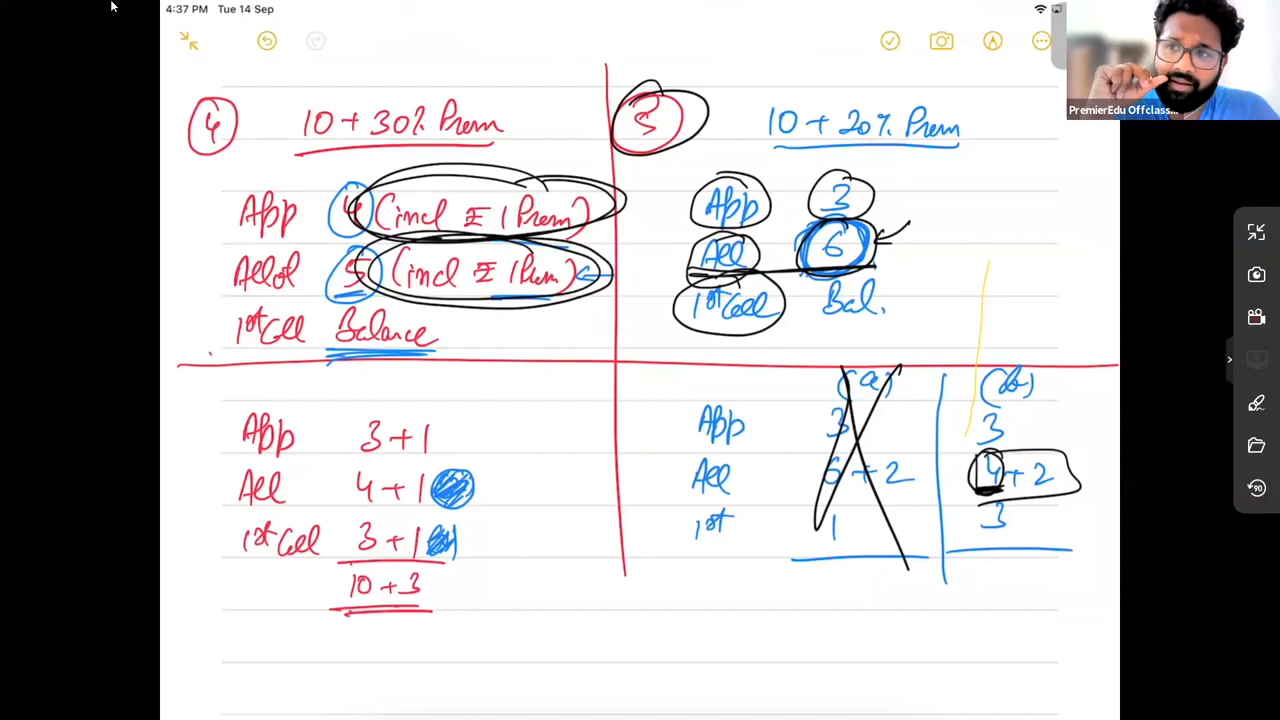 4:37 PM Tue 14 Sep
PremierEdu Offclass...
4 10 + 30% Prem
App 4 (incl ₹ 1 Prem)
Allot 5 (incl ₹ 1 Prem)
1st Call Balance
App 3 + 1
All 4 + 1
1st Call 3 + 1
10 + 3
5 10 + 20% Prem
App 3
All 6
1st Call Bal.
(a) (b)
App 3 3
All 6 + 2 4 + 2
1st 1 3
90